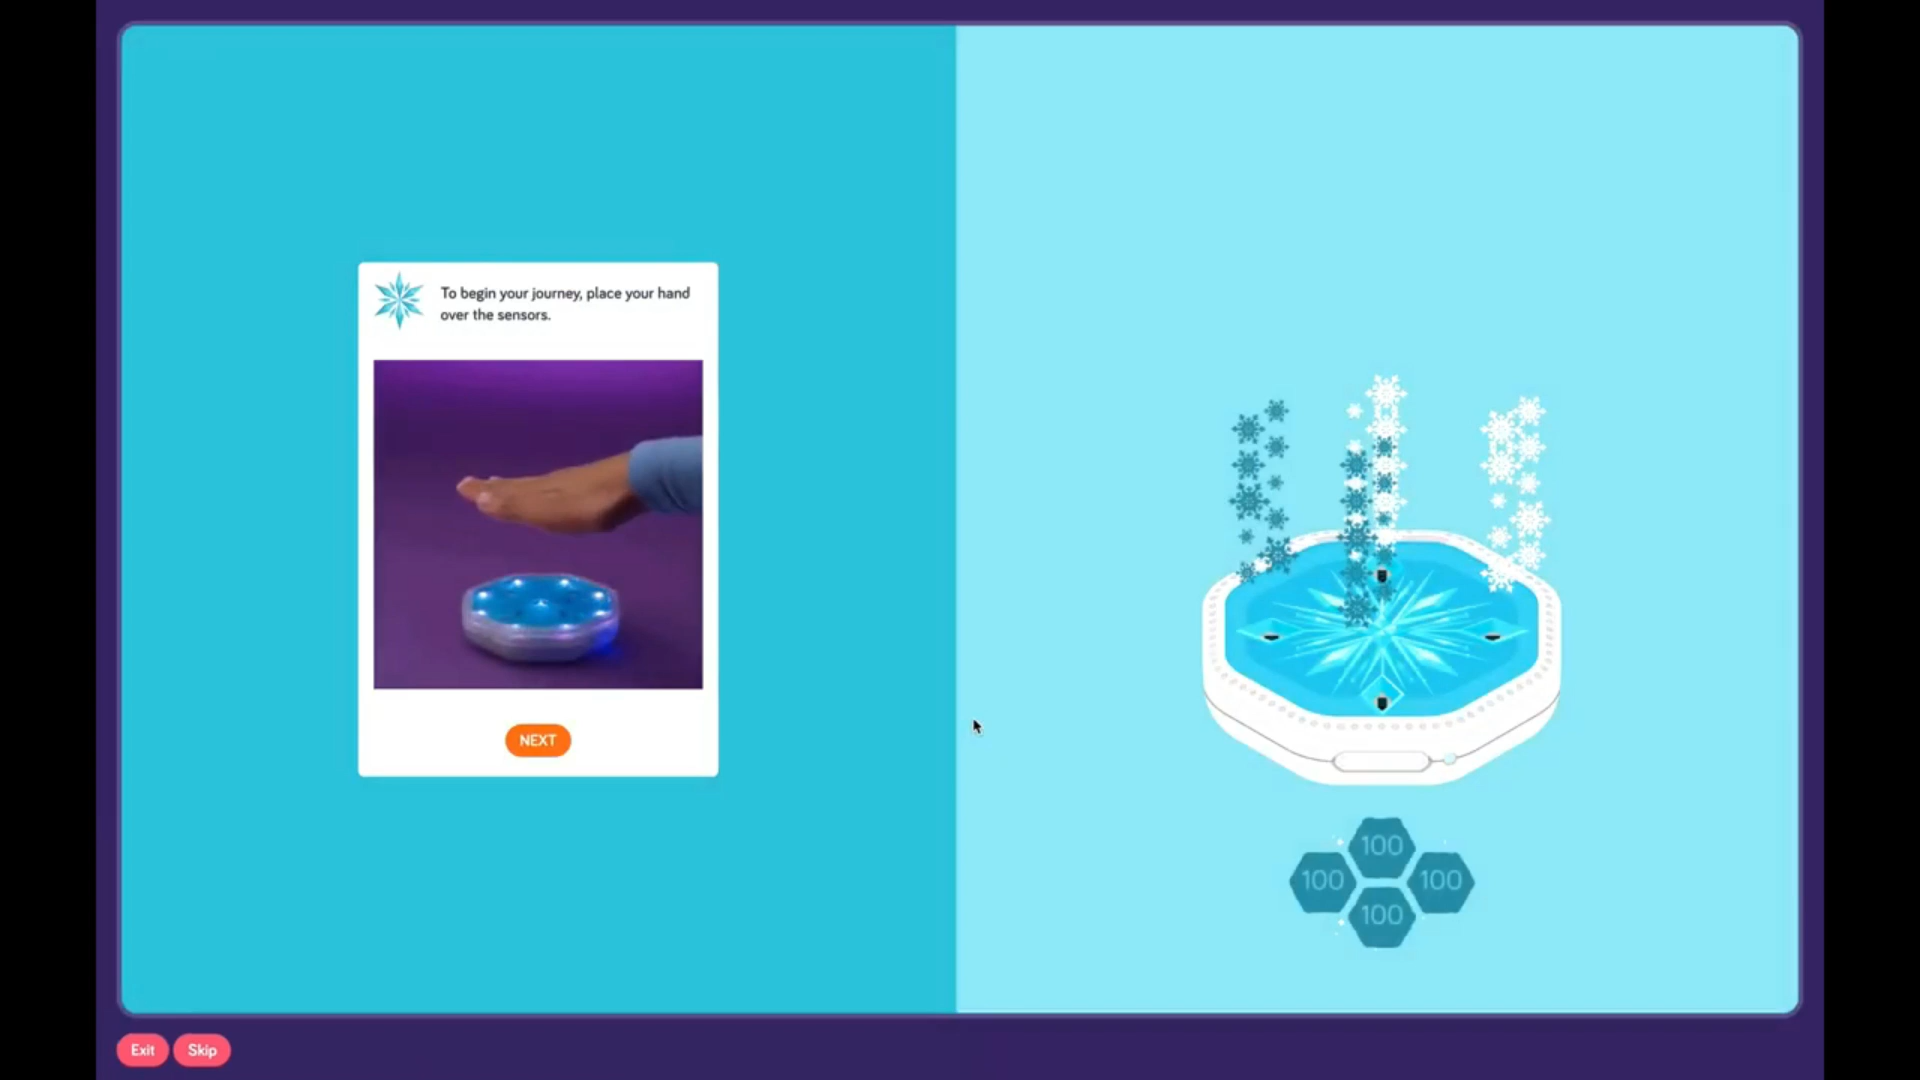 To begin your journey, place your hand
over the sensors.
NEXT
100
100
100
100
Exit
Skip